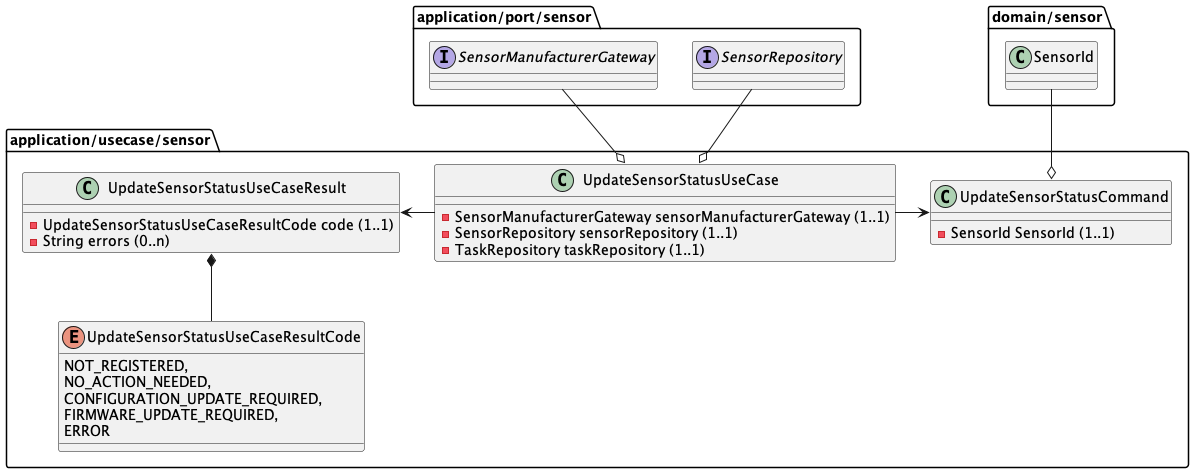 application/port/sensor
I SensorManufacturerGateway
I SensorRepository
domain/sensor
C SensorId
application/usecase/sensor
C UpdateSensorStatusUseCaseResult
UpdateSensorStatusUseCaseResultCode code (1..1)
String errors (0..n)
C UpdateSensorStatusUseCase
SensorManufacturerGateway sensorManufacturerGateway (1..1)
SensorRepository sensorRepository (1..1)
TaskRepository taskRepository (1..1)
C UpdateSensorStatusCommand
SensorId SensorId (1..1)
E UpdateSensorStatusUseCaseResultCode
NOT_REGISTERED,
NO_ACTION_NEEDED,
CONFIGURATION_UPDATE_REQUIRED,
FIRMWARE_UPDATE_REQUIRED,
ERROR